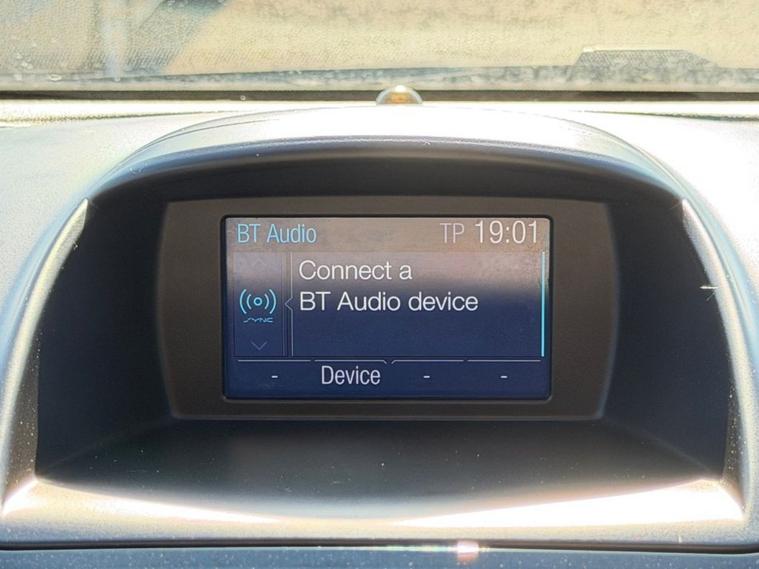 BT Audio TP 19:01
Connect a
BT Audio device
SYNC
- Device - -